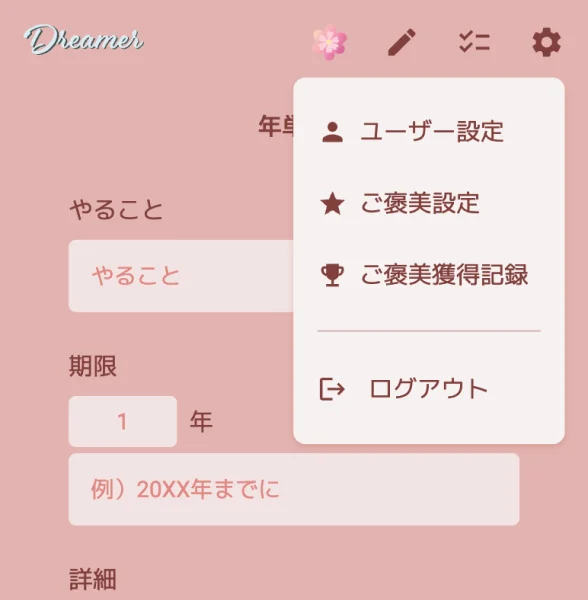 Dreamer
年単
ユーザー設定
ご褒美設定
ご褒美獲得記録
ログアウト
やること
やること
期限
1 年
例）20XX年までに
詳細